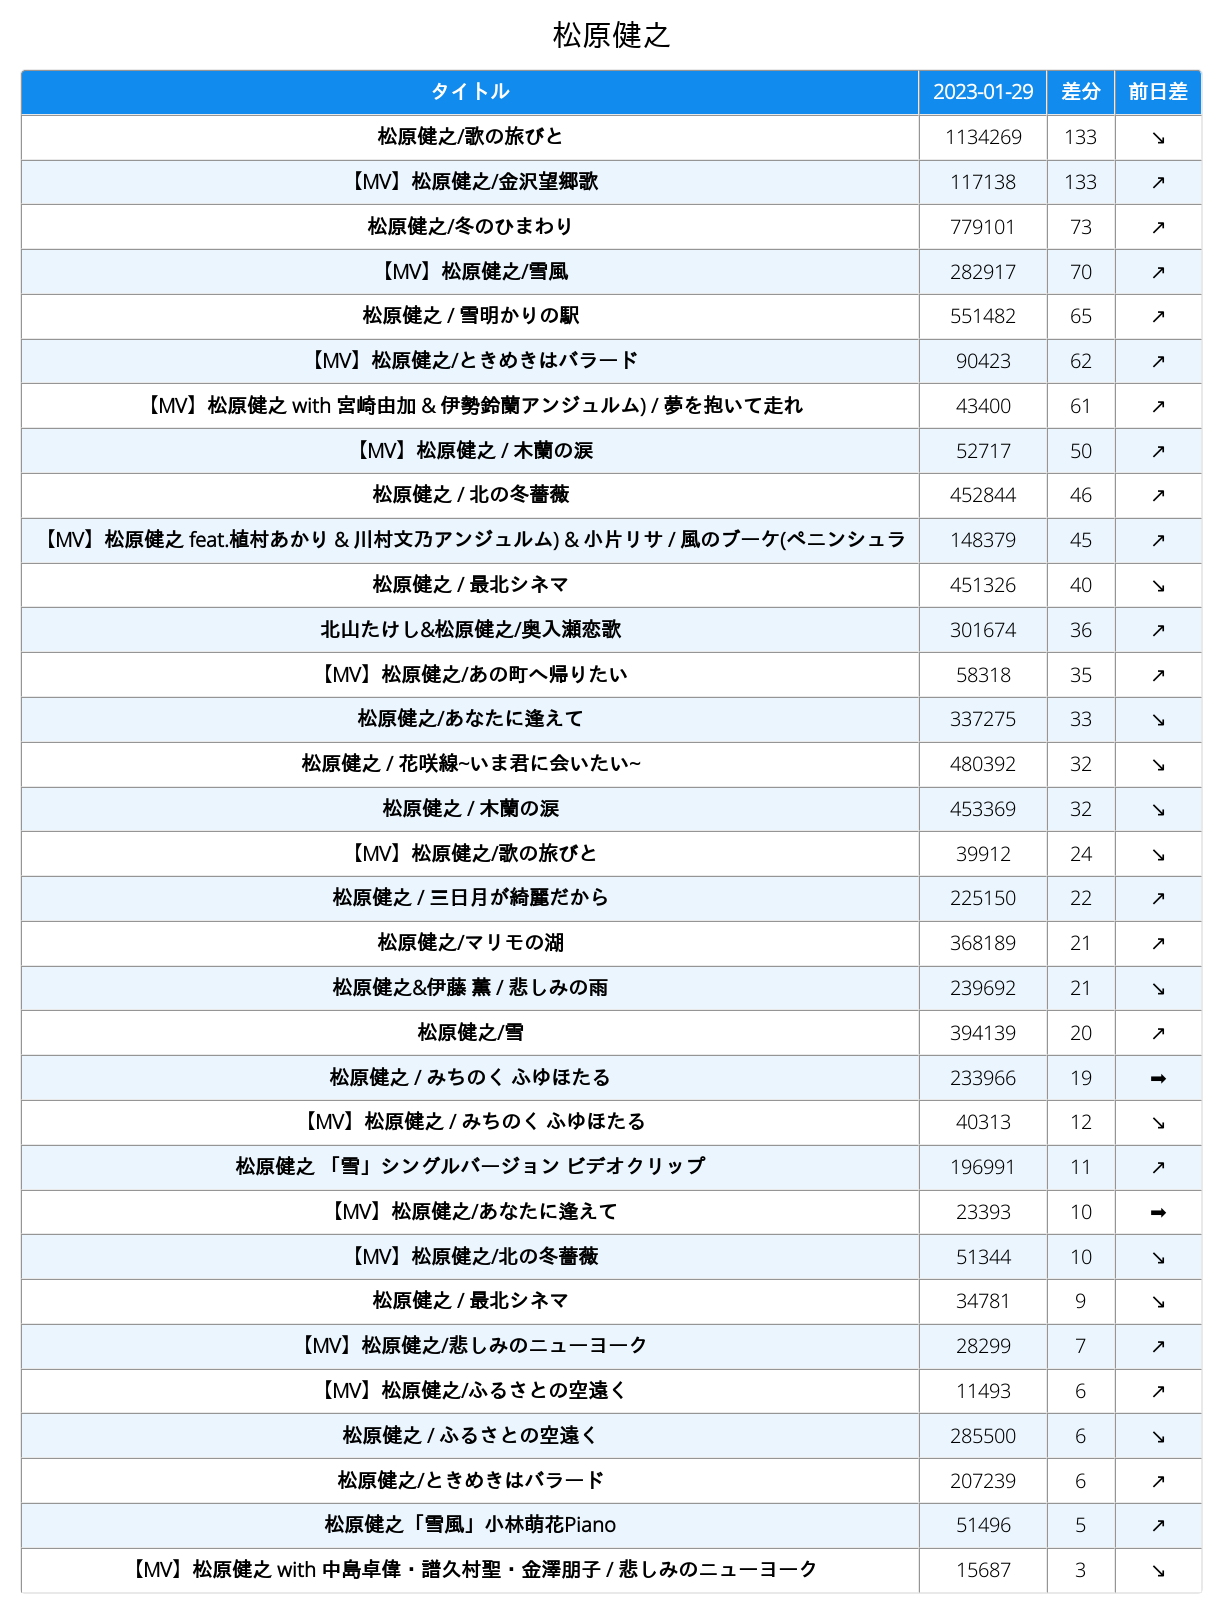 松原健之
タイトル 2023-01-29 差分 前日差
松原健之/歌の旅びと 1134269 133 ↘
【MV】松原健之/金沢望郷歌 117138 133 ↗
松原健之/冬のひまわり 779101 73 ↗
【MV】松原健之/雪風 282917 70 ↗
松原健之 / 雪明かりの駅 551482 65 ↗
【MV】松原健之/ときめきはバラード 90423 62 ↗
【MV】松原健之 with 宮崎由加 & 伊勢鈴蘭アンジュルム) / 夢を抱いて走れ 43400 61 ↗
【MV】松原健之 / 木蘭の涙 52717 50 ↗
松原健之 / 北の冬薔薇 452844 46 ↗
【MV】松原健之 feat.植村あかり & 川村文乃アンジュルム) & 小片リサ / 風のブーケ(ペニンシュラ 148379 45 ↗
松原健之 / 最北シネマ 451326 40 ↘
北山たけし&松原健之/奥入瀬恋歌 301674 36 ↗
【MV】松原健之/あの町へ帰りたい 58318 35 ↗
松原健之/あなたに逢えて 337275 33 ↘
松原健之 / 花咲線~いま君に会いたい~ 480392 32 ↘
松原健之 / 木蘭の涙 453369 32 ↘
【MV】松原健之/歌の旅びと 39912 24 ↘
松原健之 / 三日月が綺麗だから 225150 22 ↗
松原健之/マリモの湖 368189 21 ↗
松原健之&伊藤 薫 / 悲しみの雨 239692 21 ↘
松原健之/雪 394139 20 ↗
松原健之 / みちのく ふゆほたる 233966 19 ➡
【MV】松原健之 / みちのく ふゆほたる 40313 12 ↘
松原健之 「雪」シングルバージョン ビデオクリップ 196991 11 ↗
【MV】松原健之/あなたに逢えて 23393 10 ➡
【MV】松原健之/北の冬薔薇 51344 10 ↘
松原健之 / 最北シネマ 34781 9 ↘
【MV】松原健之/悲しみのニューヨーク 28299 7 ↗
【MV】松原健之/ふるさとの空遠く 11493 6 ↗
松原健之 / ふるさとの空遠く 285500 6 ↘
松原健之/ときめきはバラード 207239 6 ↗
松原健之「雪風」小林萌花Piano 51496 5 ↗
【MV】松原健之 with 中島卓偉・譜久村聖・金澤朋子 / 悲しみのニューヨーク 15687 3 ↘